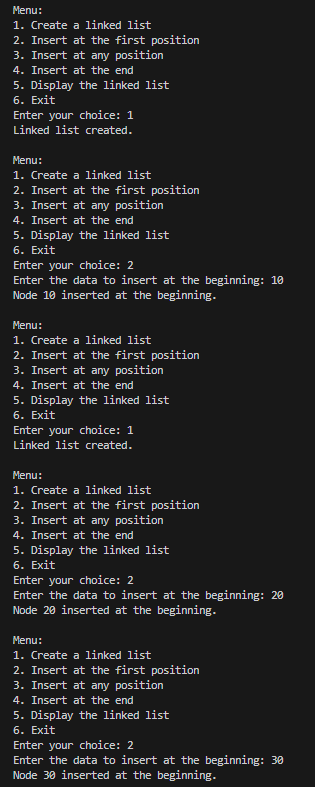 Menu:
1. Create a linked list
2. Insert at the first position
3. Insert at any position
4. Insert at the end
5. Display the linked list
6. Exit
Enter your choice: 1
Linked list created.

Menu:
1. Create a linked list
2. Insert at the first position
3. Insert at any position
4. Insert at the end
5. Display the linked list
6. Exit
Enter your choice: 2
Enter the data to insert at the beginning: 10
Node 10 inserted at the beginning.

Menu:
1. Create a linked list
2. Insert at the first position
3. Insert at any position
4. Insert at the end
5. Display the linked list
6. Exit
Enter your choice: 1
Linked list created.

Menu:
1. Create a linked list
2. Insert at the first position
3. Insert at any position
4. Insert at the end
5. Display the linked list
6. Exit
Enter your choice: 2
Enter the data to insert at the beginning: 20
Node 20 inserted at the beginning.

Menu:
1. Create a linked list
2. Insert at the first position
3. Insert at any position
4. Insert at the end
5. Display the linked list
6. Exit
Enter your choice: 2
Enter the data to insert at the beginning: 30
Node 30 inserted at the beginning.